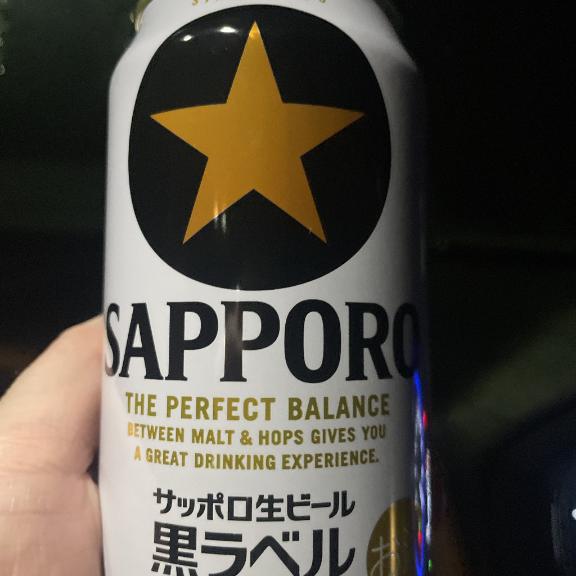 SAPPORO
THE PERFECT BALANCE
BETWEEN MALT & HOPS GIVES YOU
A GREAT DRINKING EXPERIENCE.
サッポロ生ビール
黒ラベル